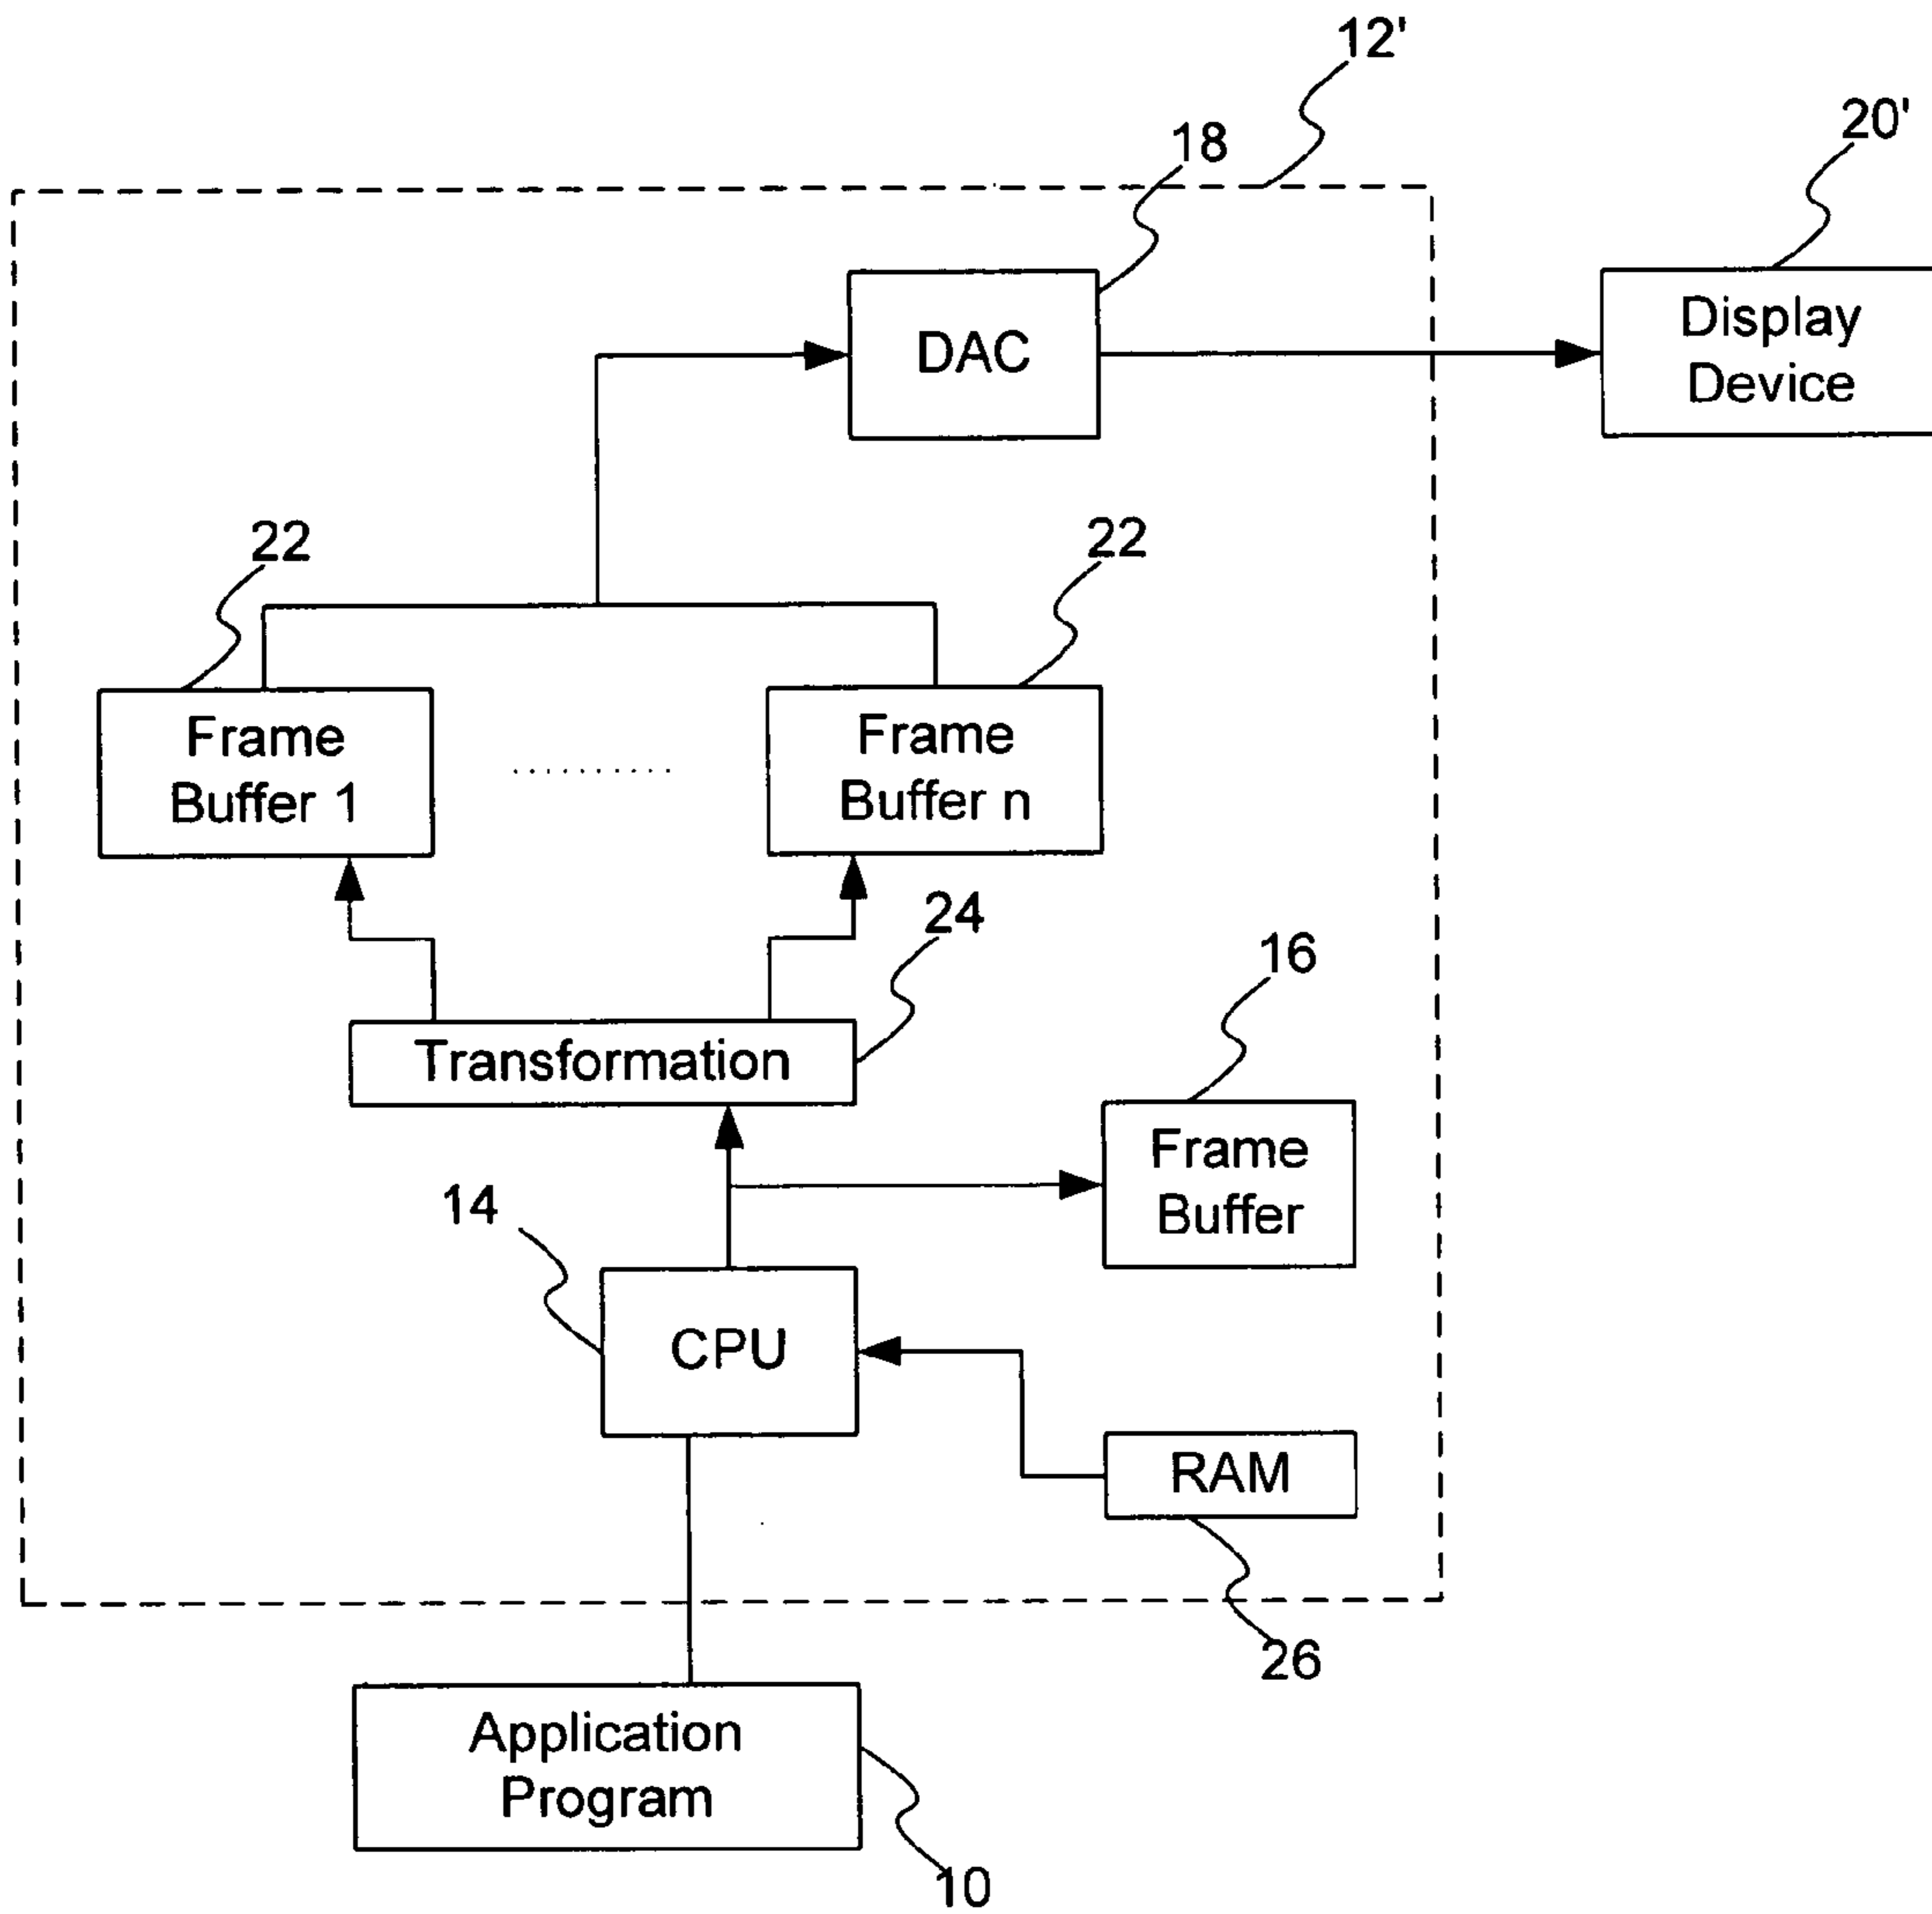 12'
20'
18
DAC
Display
Device
22
22
Frame
Buffer 1
..........
Frame
Buffer n
24
16
Transformation
Frame
Buffer
14
CPU
RAM
26
Application
Program
10